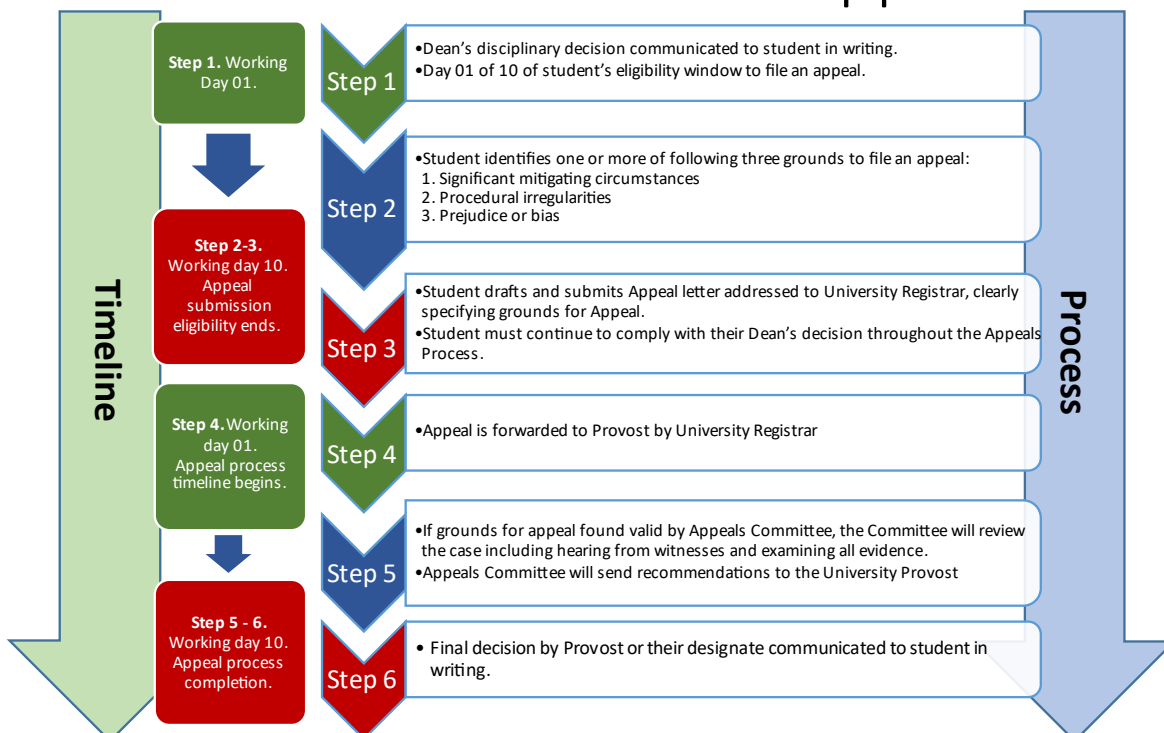 Timeline
Process
Step 1. Working
Day 01.
Step 1
•Dean’s disciplinary decision communicated to student in writing.
•Day 01 of 10 of student’s eligibility window to file an appeal.
Step 2
•Student identifies one or more of following three grounds to file an appeal:
1. Significant mitigating circumstances
2. Procedural irregularities
3. Prejudice or bias
Step 2-3.
Working day 10.
Appeal
submission
eligibility ends.
Step 3
•Student drafts and submits Appeal letter addressed to University Registrar, clearly
specifying grounds for Appeal.
•Student must continue to comply with their Dean’s decision throughout the Appeals
Process.
Step 4. Working
day 01.
Appeal process
timeline begins.
Step 4
•Appeal is forwarded to Provost by University Registrar
Step 5
•If grounds for appeal found valid by Appeals Committee, the Committee will review
the case including hearing from witnesses and examining all evidence.
•Appeals Committee will send recommendations to the University Provost
Step 5 - 6.
Working day 10.
Appeal process
completion.
Step 6
• Final decision by Provost or their designate communicated to student in
writing.